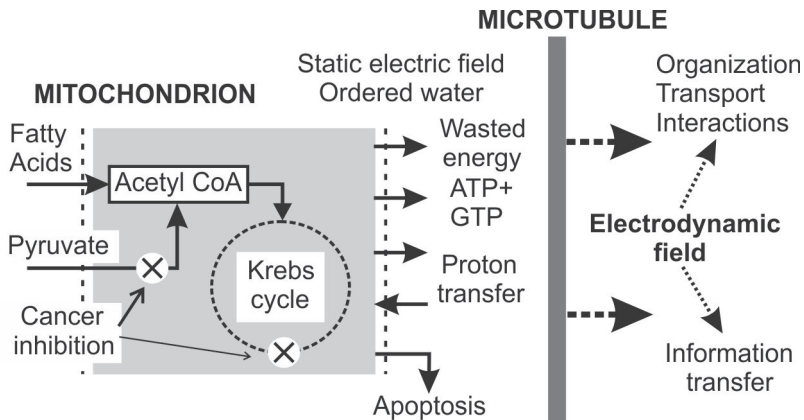 MICROTUBULE
Static electric field
Ordered water
MITOCHONDRION
Fatty
Acids
Acetyl CoA
Pyruvate
Krebs
cycle
Cancer
inhibition
Wasted
energy
ATP+
GTP
Proton
transfer
Apoptosis
Organization
Transport
Interactions
Electrodynamic
field
Information
transfer